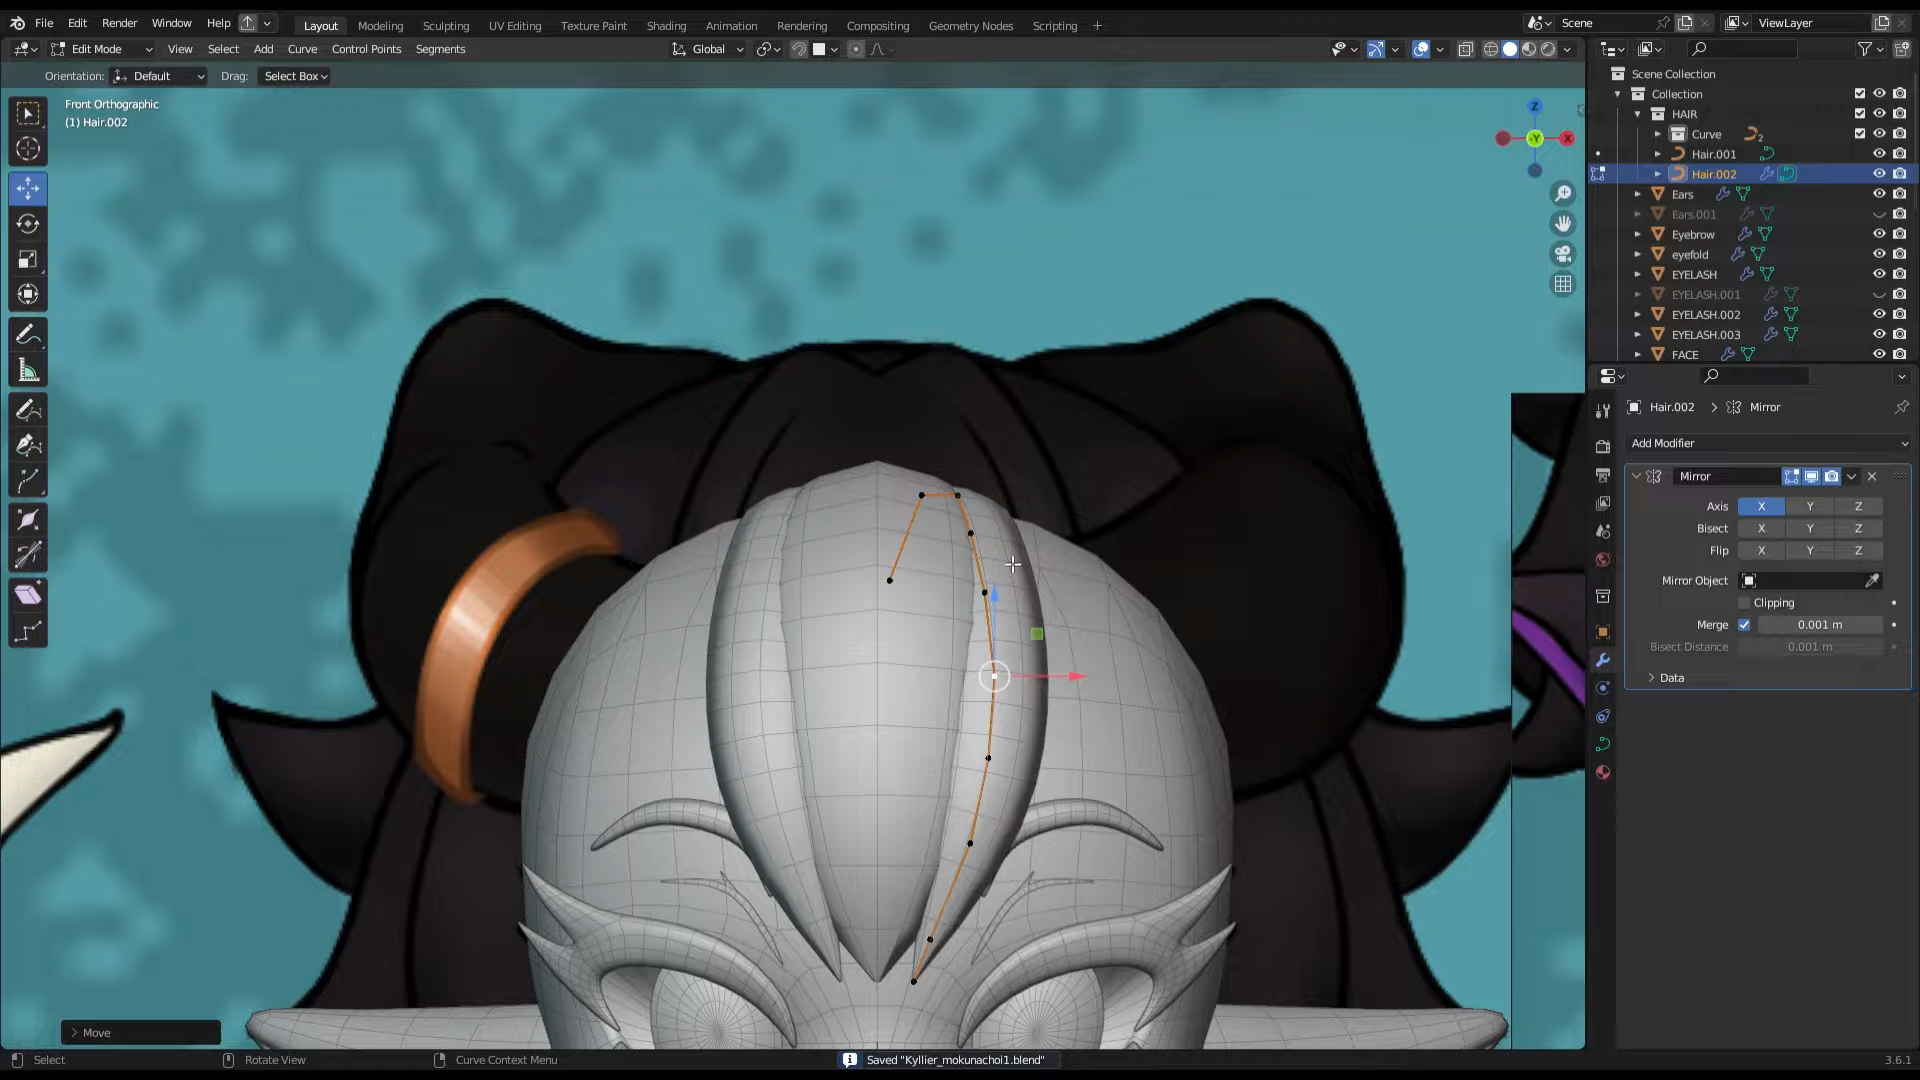 File Edit Render Window Help Layout Modeling Sculpting UV Editing Texture Paint Shading Animation Rendering Compositing Geometry Nodes Scripting + Scene ViewLayer
Edit Mode View Select Add Curve Control Points Segments Global
Orientation: Default Drag: Select Box
Front Orthographic
(1) Hair.002
Z
-Y
X
Scene Collection
Collection
HAIR
Curve 2
Hair.001
Hair.002
Ears
Ears.001
Eyebrow
eyefold
EYELASH
EYELASH.001
EYELASH.002
EYELASH.003
FACE
Hair.002 > Mirror
Add Modifier
Mirror
Axis X Y Z
Bisect X Y Z
Flip X Y Z
Mirror Object
Clipping
Merge 0.001 m
Bisect Distance 0.001 m
Data
Move
Select Rotate View Curve Context Menu Saved "Kyllier_mokunachoi1.blend" 3.6.1